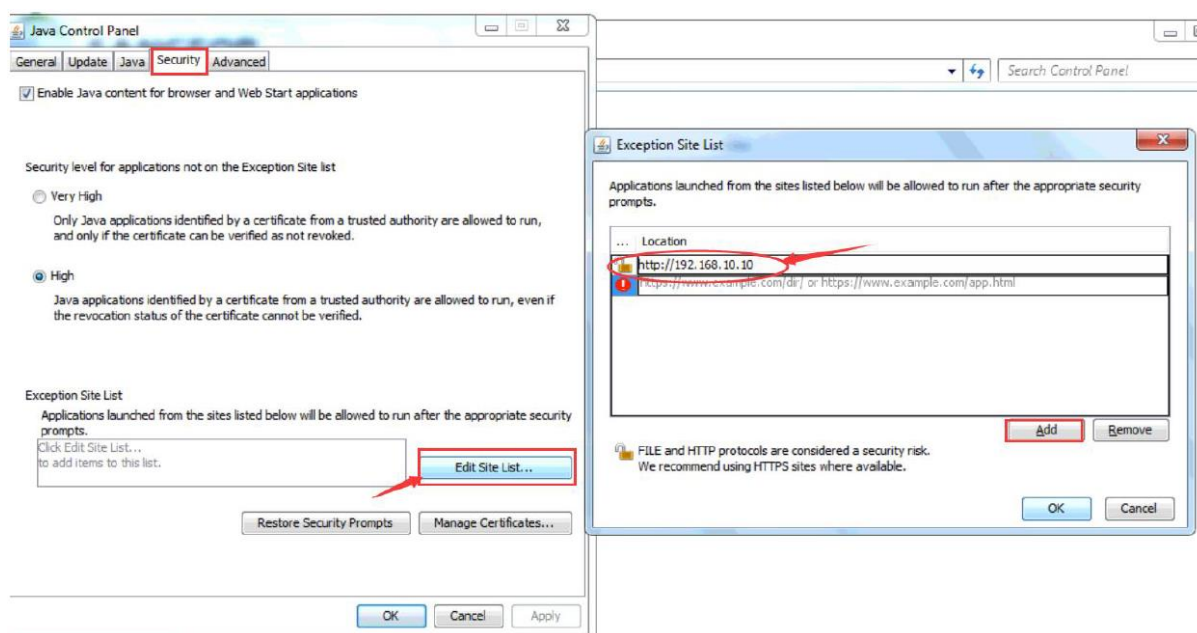 Java Control Panel
General Update Java Security Advanced
Enable Java content for browser and Web Start applications
Security level for applications not on the Exception Site list
Very High
Only Java applications identified by a certificate from a trusted authority are allowed to run,
and only if the certificate can be verified as not revoked.
High
Java applications identified by a certificate from a trusted authority are allowed to run, even if
the revocation status of the certificate cannot be verified.
Exception Site List
Applications launched from the sites listed below will be allowed to run after the appropriate security
prompts.
Click Edit Site List...
to add items to this list.
Edit Site List...
Restore Security Prompts Manage Certificates...
OK Cancel Apply
Search Control Panel
Exception Site List
Applications launched from the sites listed below will be allowed to run after the appropriate security
prompts.
... Location
http://192.168.10.10
https://www.example.com/dir/ or https://www.example.com/app.html
Add Remove
FILE and HTTP protocols are considered a security risk.
We recommend using HTTPS sites where available.
OK Cancel